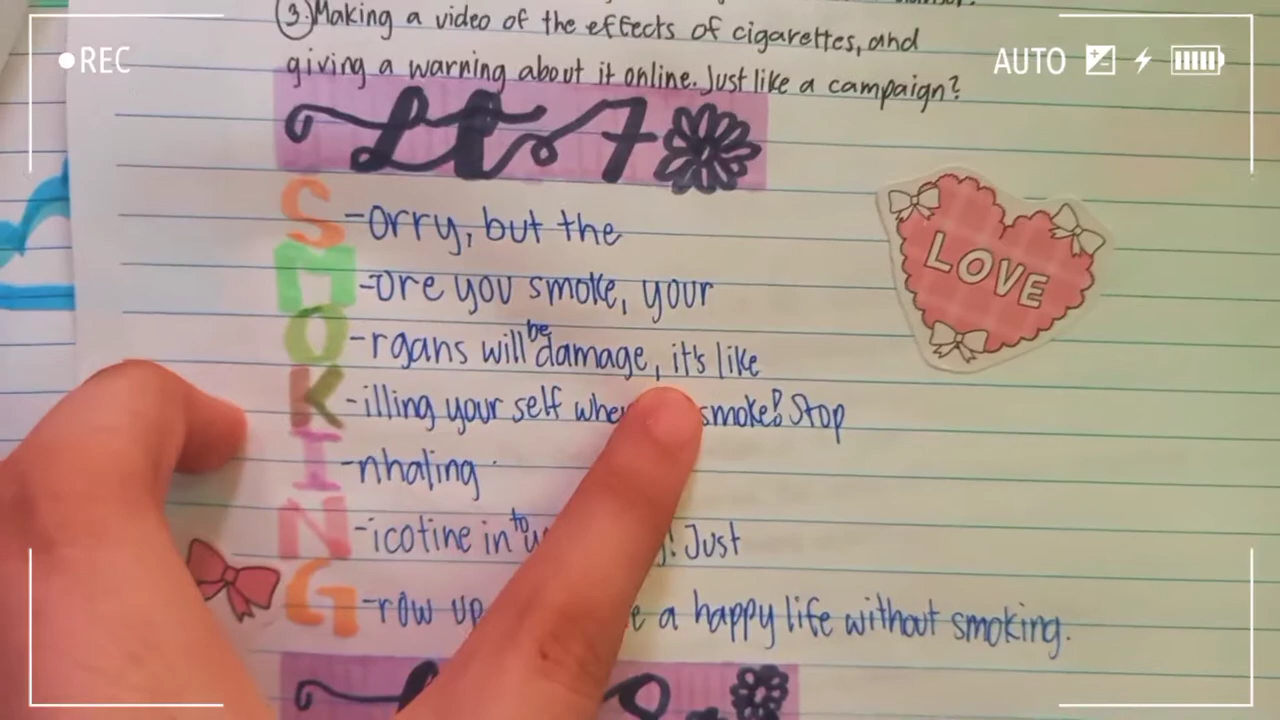 ③.Making a video of the effects of cigarettes, and
REC
AUTO
giving a warning about it online. Just like a campaign?
Lt 7
S-orry, but the
M-ore you smoke, your
LOVE
O-rgans will be damage, it's like
K-illing your self smoke! Stop
I-nhaling
N-icotine in to Just
G-row up a happy life without smoking.